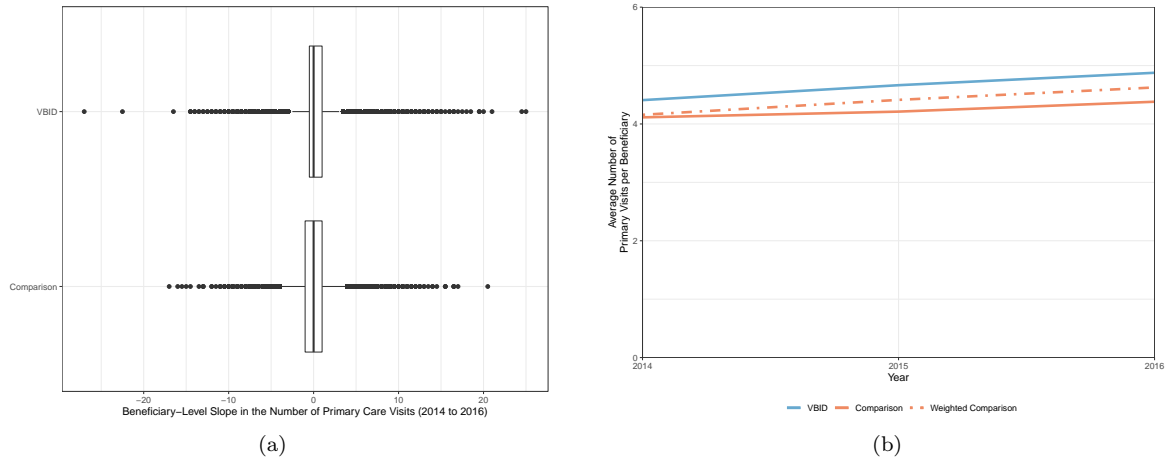 VBID
Comparison
−20
−10
0
10
20
Beneficiary−Level Slope in the Number of Primary Care Visits (2014 to 2016)
(a)
Average Number of
Primary Visits per Beneficiary
6
4
2
0
2014
2015
2016
Year
VBID
Comparison
Weighted Comparison
(b)